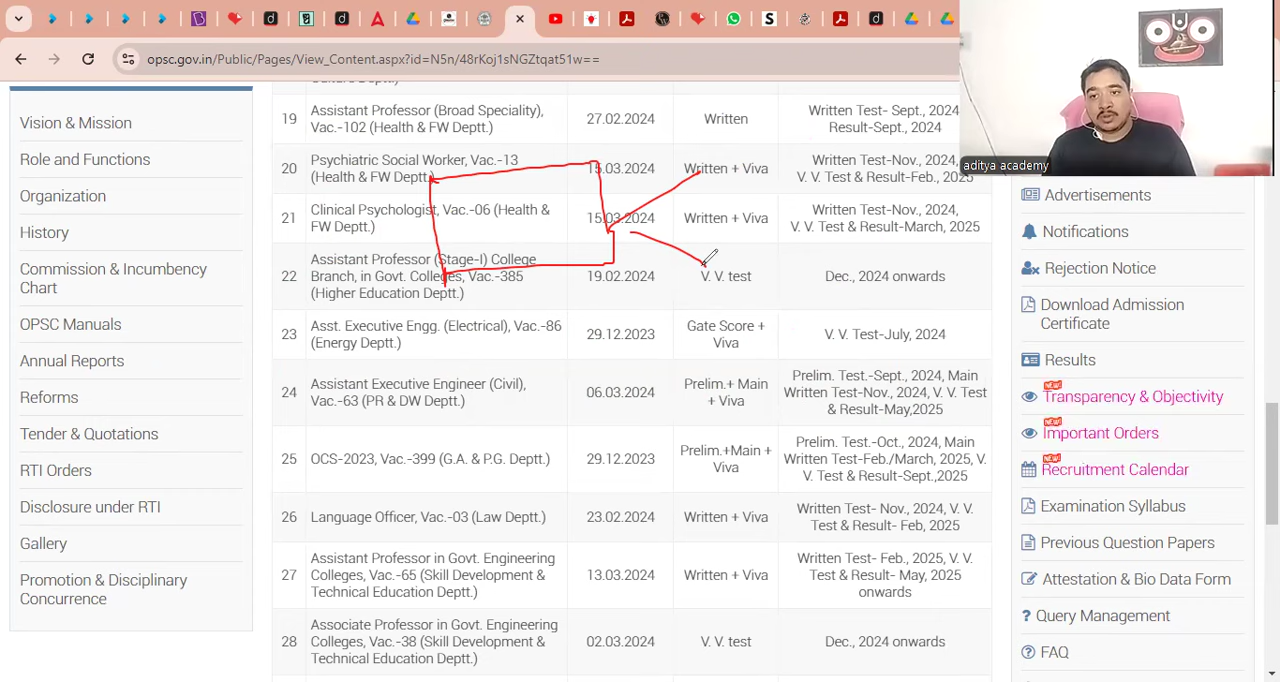 opsc.gov.in/Public/Pages/View_Content.aspx?id=N5n/48rKoj1sNGZtqat51w==
aditya academy
Vision & Mission
Role and Functions
Organization
History
Commission & Incumbency
Chart
OPSC Manuals
Annual Reports
Reforms
Tender & Quotations
RTI Orders
Disclosure under RTI
Gallery
Promotion & Disciplinary
Concurrence
19 Assistant Professor (Broad Speciality), 27.02.2024 Written Written Test- Sept., 2024
Vac.-102 (Health & FW Deptt.) Result-Sept., 2024
20 Psychiatric Social Worker, Vac.-13 15.03.2024 Written + Viva Written Test-Nov., 2024,
(Health & FW Deptt.) V. V. Test & Result-Feb., 2025
21 Clinical Psychologist, Vac.-06 (Health & 15.03.2024 Written + Viva Written Test-Nov., 2024,
FW Deptt.) V. V. Test & Result-March, 2025
22 Assistant Professor (Stage-I) College
Branch, in Govt. Colleges, Vac.-385 19.02.2024 V. V. test Dec., 2024 onwards
(Higher Education Deptt.)
23 Asst. Executive Engg. (Electrical), Vac.-86 29.12.2023 Gate Score + V. V. Test-July, 2024
(Energy Deptt.) Viva
24 Assistant Executive Engineer (Civil), 06.03.2024 Prelim.+ Main Prelim. Test.-Sept., 2024, Main
Vac.-63 (PR & DW Deptt.) + Viva Written Test-Nov., 2024, V. V. Test
& Result-May,2025
25 OCS-2023, Vac.-399 (G.A. & P.G. Deptt.) 29.12.2023 Prelim.+Main + Prelim. Test.-Oct., 2024, Main
Viva Written Test-Feb./March, 2025, V.
V. Test & Result-Sept.,2025
26 Language Officer, Vac.-03 (Law Deptt.) 23.02.2024 Written + Viva Written Test- Nov., 2024, V. V.
Test & Result- Feb, 2025
27 Assistant Professor in Govt. Engineering Written Test- Feb., 2025, V. V.
Colleges, Vac.-65 (Skill Development & 13.03.2024 Written + Viva Test & Result- May, 2025
Technical Education Deptt.) onwards
28 Associate Professor in Govt. Engineering
Colleges, Vac.-38 (Skill Development & 02.03.2024 V. V. test Dec., 2024 onwards
Technical Education Deptt.)
Advertisements
Notifications
Rejection Notice
Download Admission
Certificate
Results
NEW!
Transparency & Objectivity
NEW!
Important Orders
NEW!
Recruitment Calendar
Examination Syllabus
Previous Question Papers
Attestation & Bio Data Form
Query Management
FAQ